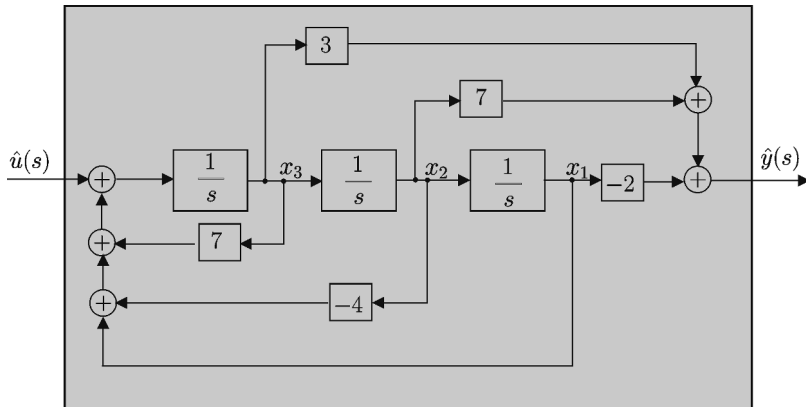 3
7
û(s)
1/s
x₃
1/s
x₂
1/s
x₁
−2
ŷ(s)
+
+
+
+
7
+
−4
+